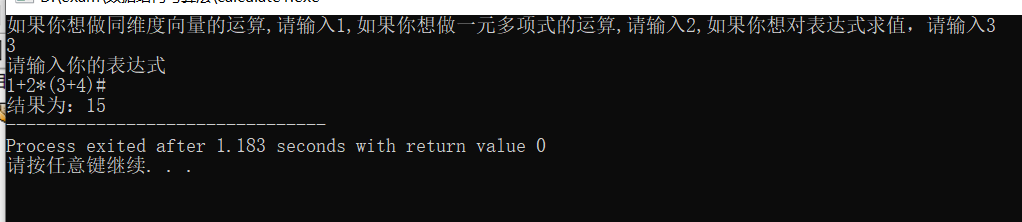 如果你想做同维度向量的运算,请输入1,如果你想做一元多项式的运算,请输入2,如果你想对表达式求值，请输入3
3
请输入你的表达式
1+2*(3+4)#
结果为：15
--------------------------------
Process exited after 1.183 seconds with return value 0
请按任意键继续. . .